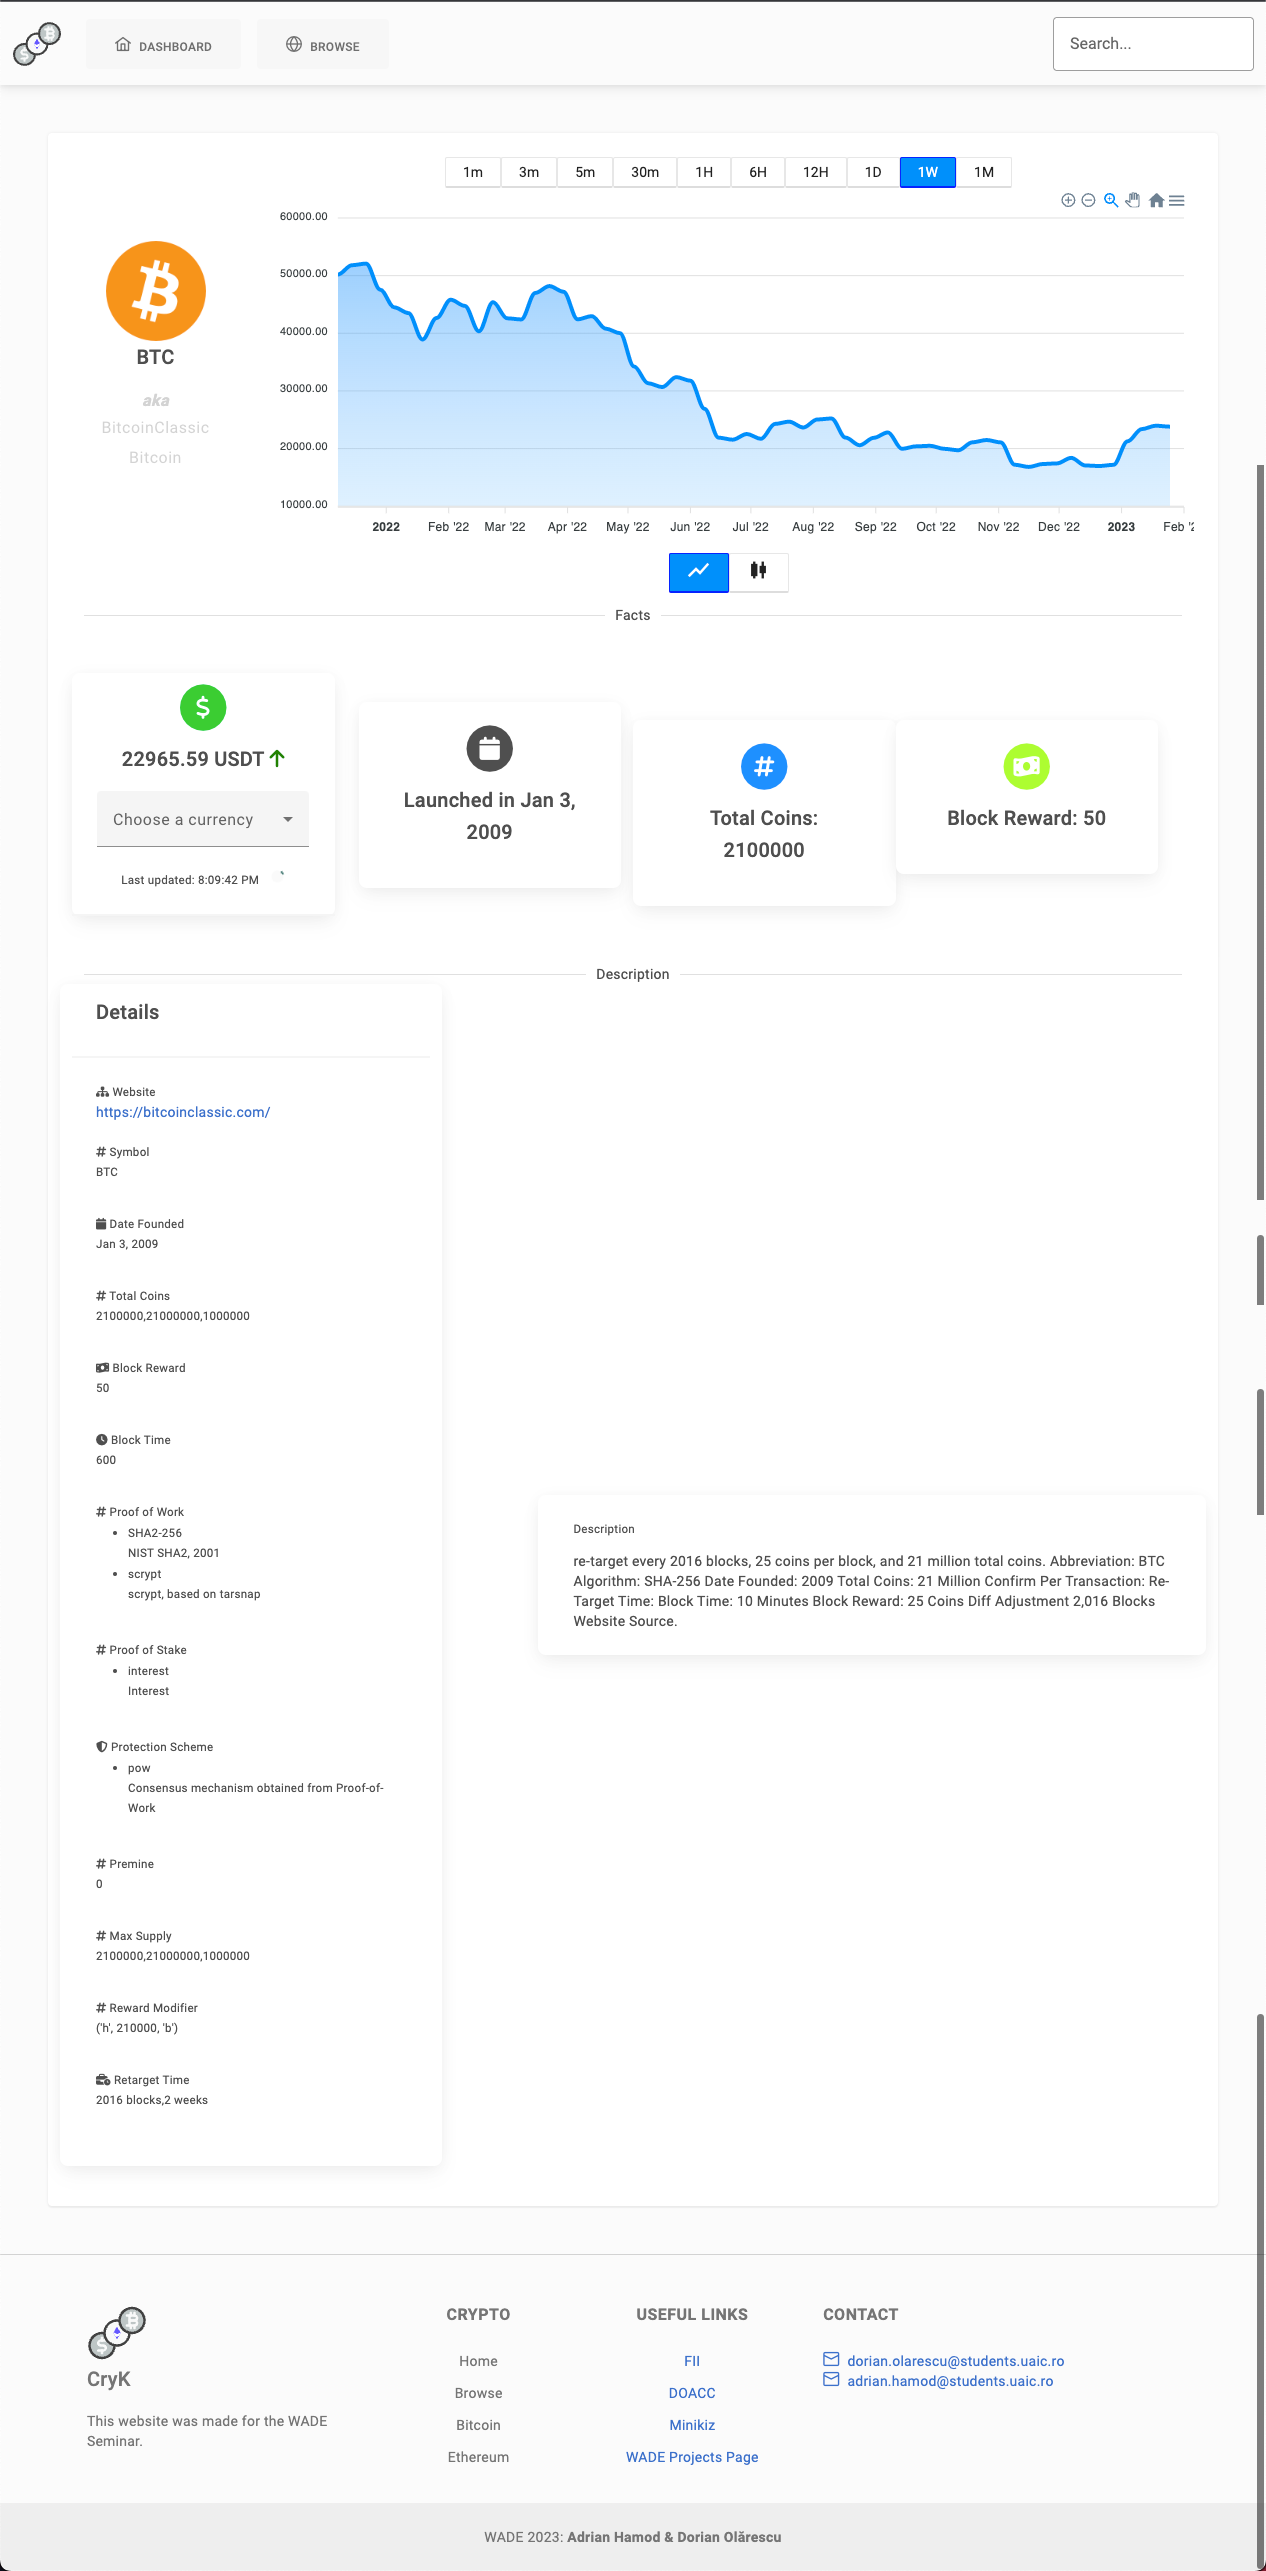 DASHBOARD
BROWSE
Search...
1m 3m 5m 30m 1H 6H 12H 1D 1W 1M
60000.00
50000.00
40000.00
30000.00
20000.00
10000.00
2022 Feb '22 Mar '22 Apr '22 May '22 Jun '22 Jul '22 Aug '22 Sep '22 Oct '22 Nov '22 Dec '22 2023 Feb '2
BTC
aka
BitcoinClassic
Bitcoin
Facts
22965.59 USDT
Choose a currency
Last updated: 8:09:42 PM
Launched in Jan 3,
2009
Total Coins:
2100000
Block Reward: 50
Description
Details
Website
https://bitcoinclassic.com/
# Symbol
BTC
Date Founded
Jan 3, 2009
# Total Coins
2100000,21000000,1000000
Block Reward
50
Block Time
600
# Proof of Work
• SHA2-256
NIST SHA2, 2001
• scrypt
scrypt, based on tarsnap
# Proof of Stake
• interest
Interest
Protection Scheme
• pow
Consensus mechanism obtained from Proof-of-
Work
# Premine
0
# Max Supply
2100000,21000000,1000000
# Reward Modifier
('h', 210000, 'b')
Retarget Time
2016 blocks,2 weeks
Description
re-target every 2016 blocks, 25 coins per block, and 21 million total coins. Abbreviation: BTC
Algorithm: SHA-256 Date Founded: 2009 Total Coins: 21 Million Confirm Per Transaction: Re-
Target Time: Block Time: 10 Minutes Block Reward: 25 Coins Diff Adjustment 2,016 Blocks
Website Source.
CryK
This website was made for the WADE
Seminar.
CRYPTO
Home
Browse
Bitcoin
Ethereum
USEFUL LINKS
FII
DOACC
Minikiz
WADE Projects Page
CONTACT
dorian.olarescu@students.uaic.ro
adrian.hamod@students.uaic.ro
WADE 2023: Adrian Hamod & Dorian Olărescu